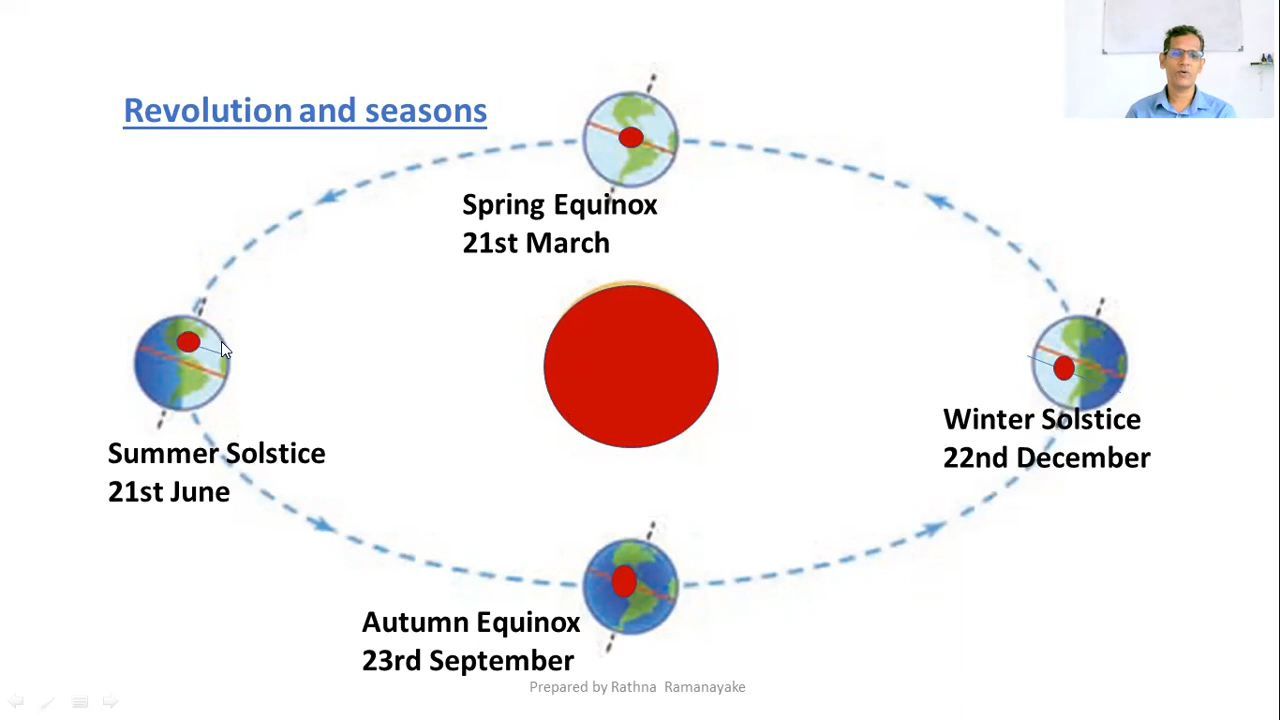 Revolution and seasons
Spring Equinox
21st March
Summer Solstice
21st June
Winter Solstice
22nd December
Autumn Equinox
23rd September
Prepared by Rathna Ramanayake